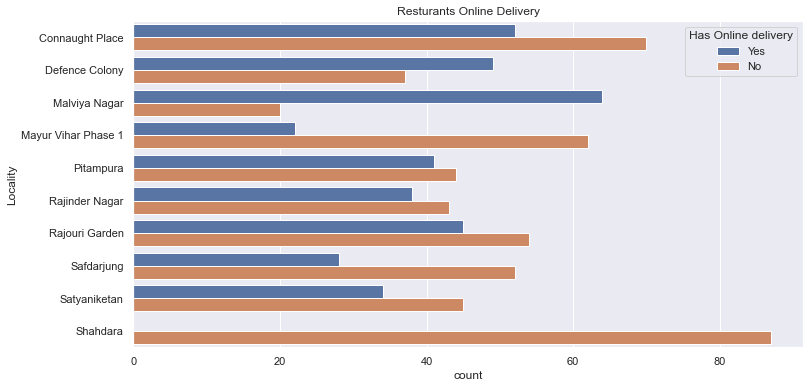 Resturants Online Delivery
Has Online delivery
Yes
No
Locality
Connaught Place
Defence Colony
Malviya Nagar
Mayur Vihar Phase 1
Pitampura
Rajinder Nagar
Rajouri Garden
Safdarjung
Satyaniketan
Shahdara
0 20 40 60 80
count